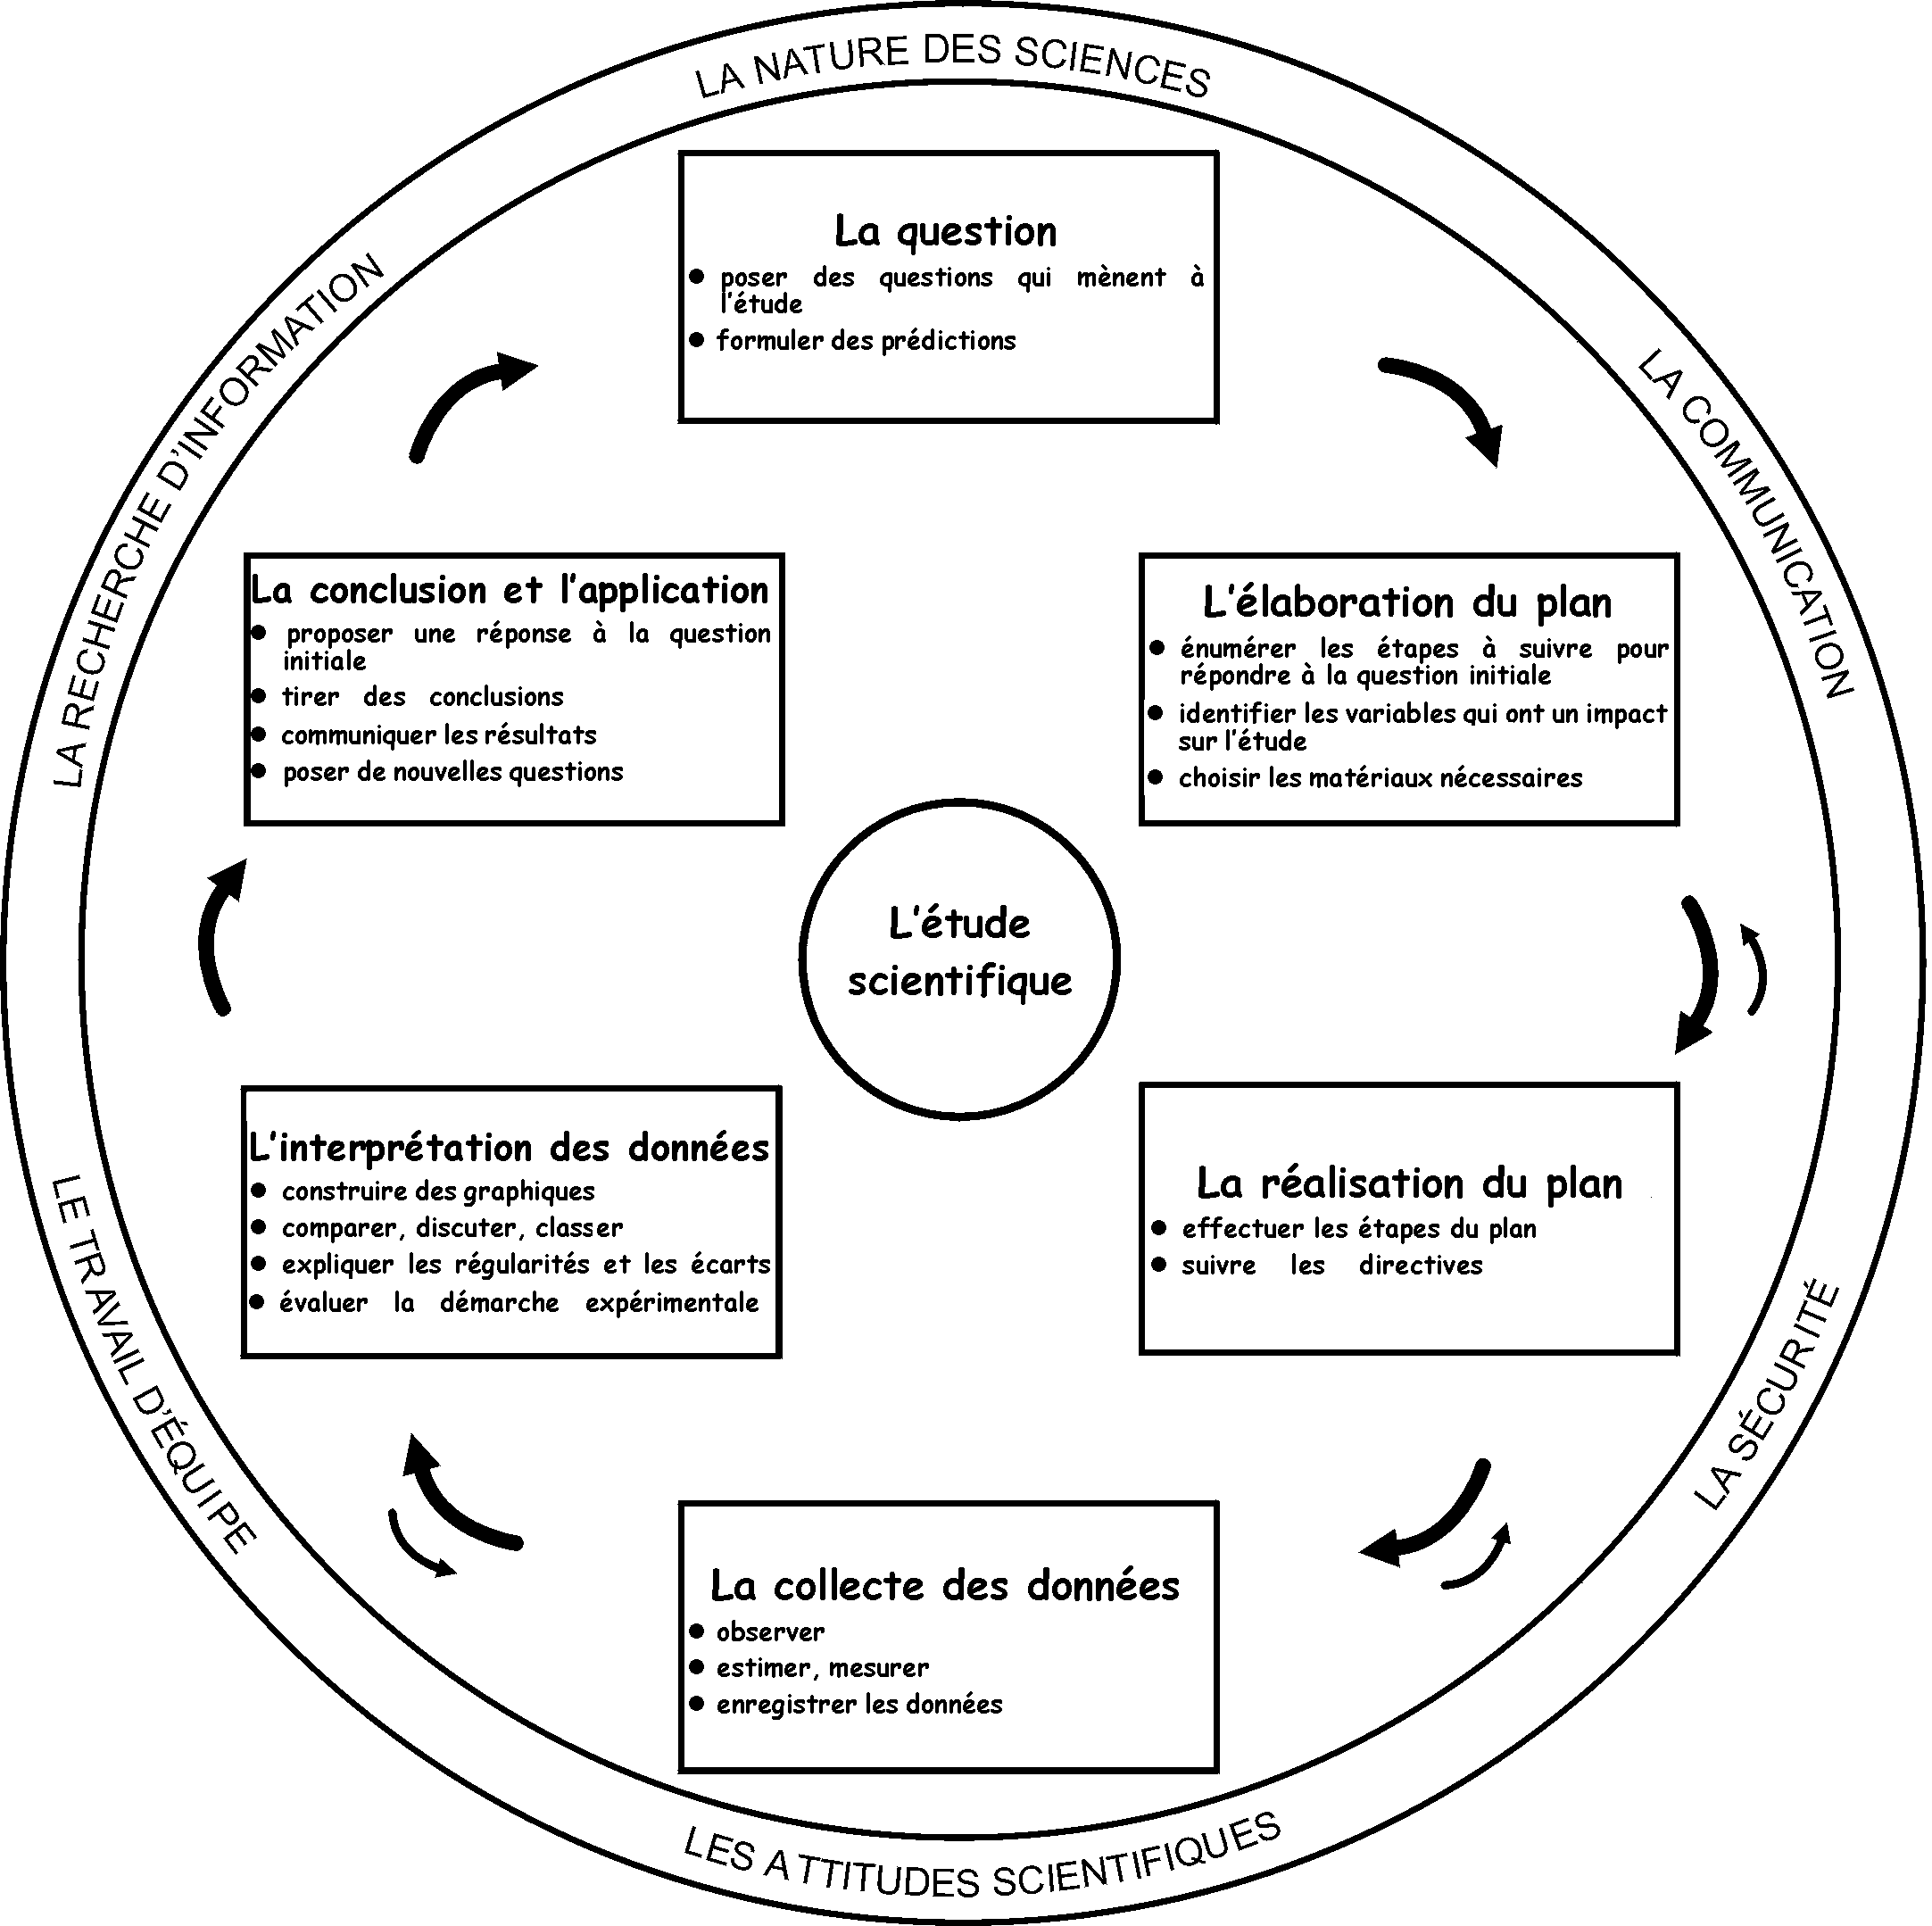 LA NATURE DES SCIENCES
LA COMMUNICATION
LA SÉCURITÉ
LES ATTITUDES SCIENTIFIQUES
LE TRAVAIL D'ÉQUIPE
LA RECHERCHE D'INFORMATION
La question
● poser des questions qui mènent à
l'étude
● formuler des prédictions
L'élaboration du plan
● énumérer les étapes à suivre pour
répondre à la question initiale
● identifier les variables qui ont un impact
sur l'étude
● choisir les matériaux nécessaires
La réalisation du plan
● effectuer les étapes du plan
● suivre les directives
La collecte des données
● observer
● estimer, mesurer
● enregistrer les données
L'interprétation des données
● construire des graphiques
● comparer, discuter, classer
● expliquer les régularités et les écarts
● évaluer la démarche expérimentale
La conclusion et l'application
● proposer une réponse à la question
initiale
● tirer des conclusions
● communiquer les résultats
● poser de nouvelles questions
L'étude
scientifique